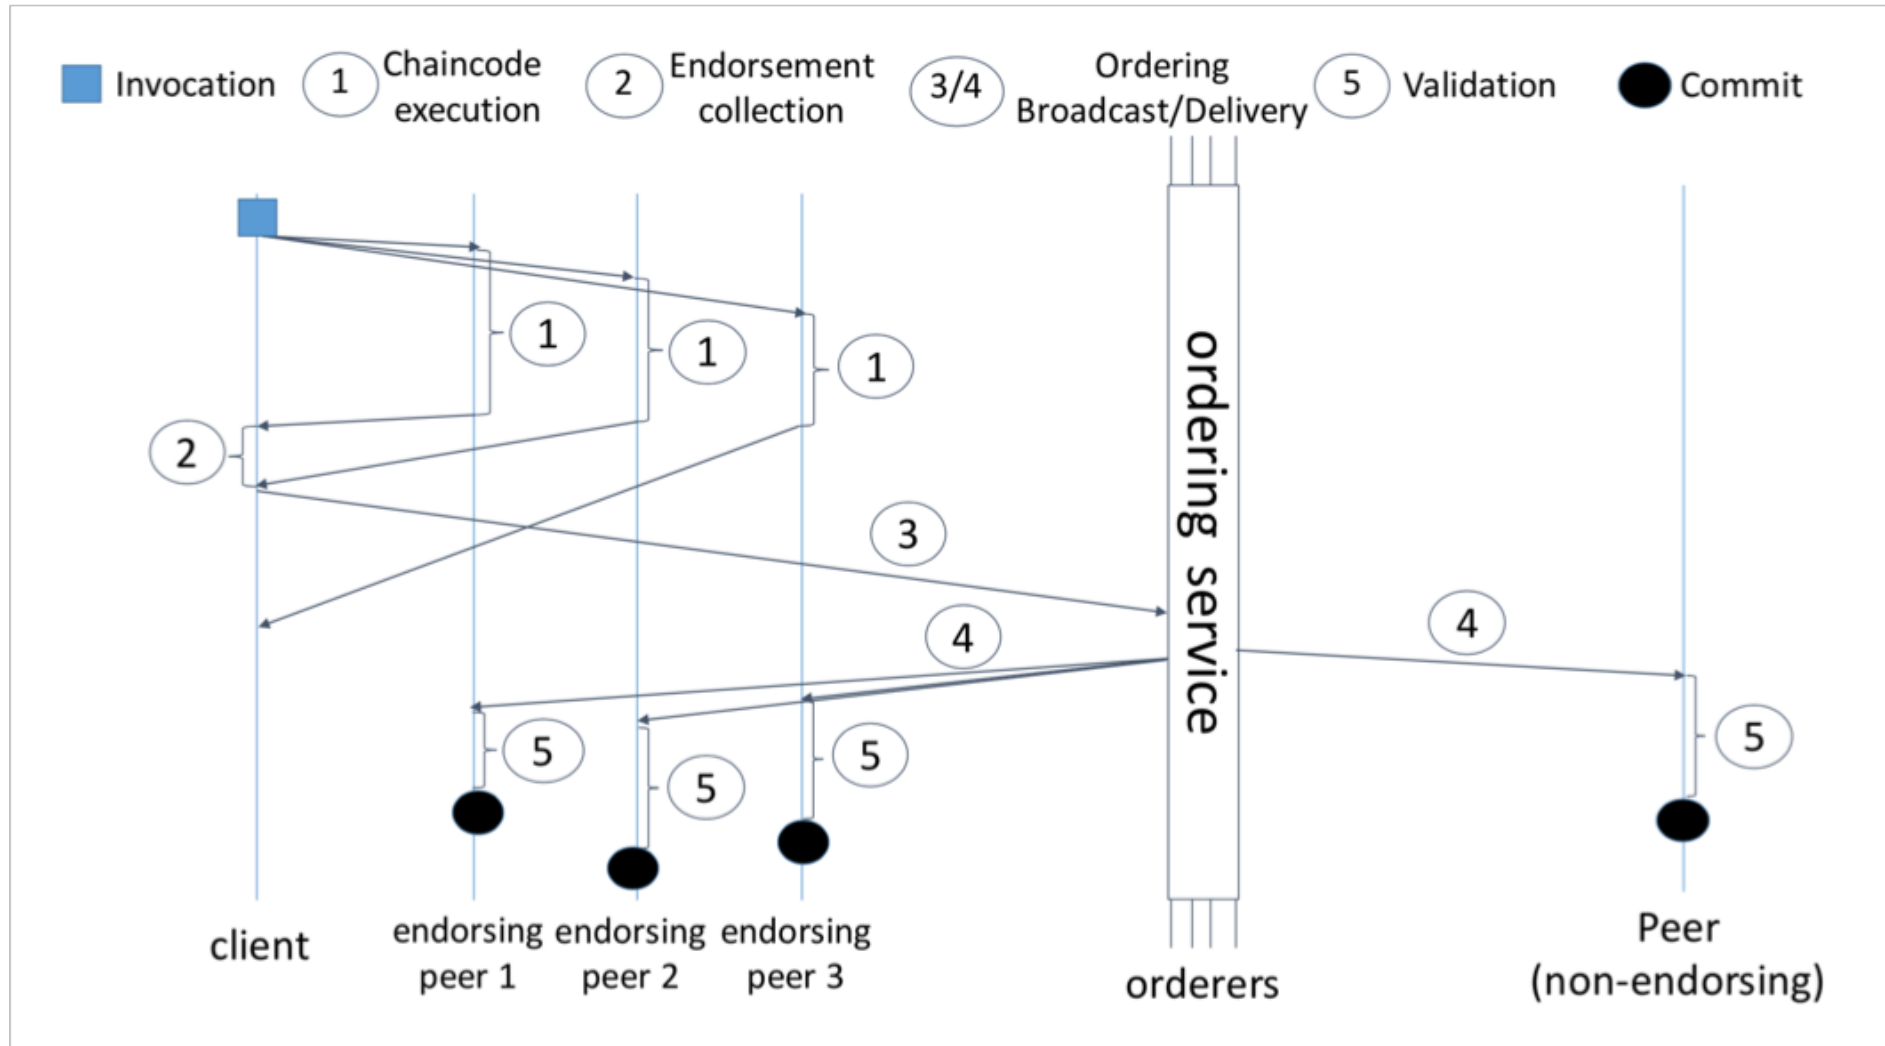 Invocation
1
Chaincode
execution
2
Endorsement
collection
3/4
Ordering
Broadcast/Delivery
5
Validation
Commit
1
1
1
2
3
4
4
5
5
5
5
ordering service
client
endorsing
peer 1
endorsing
peer 2
endorsing
peer 3
orderers
Peer
(non-endorsing)